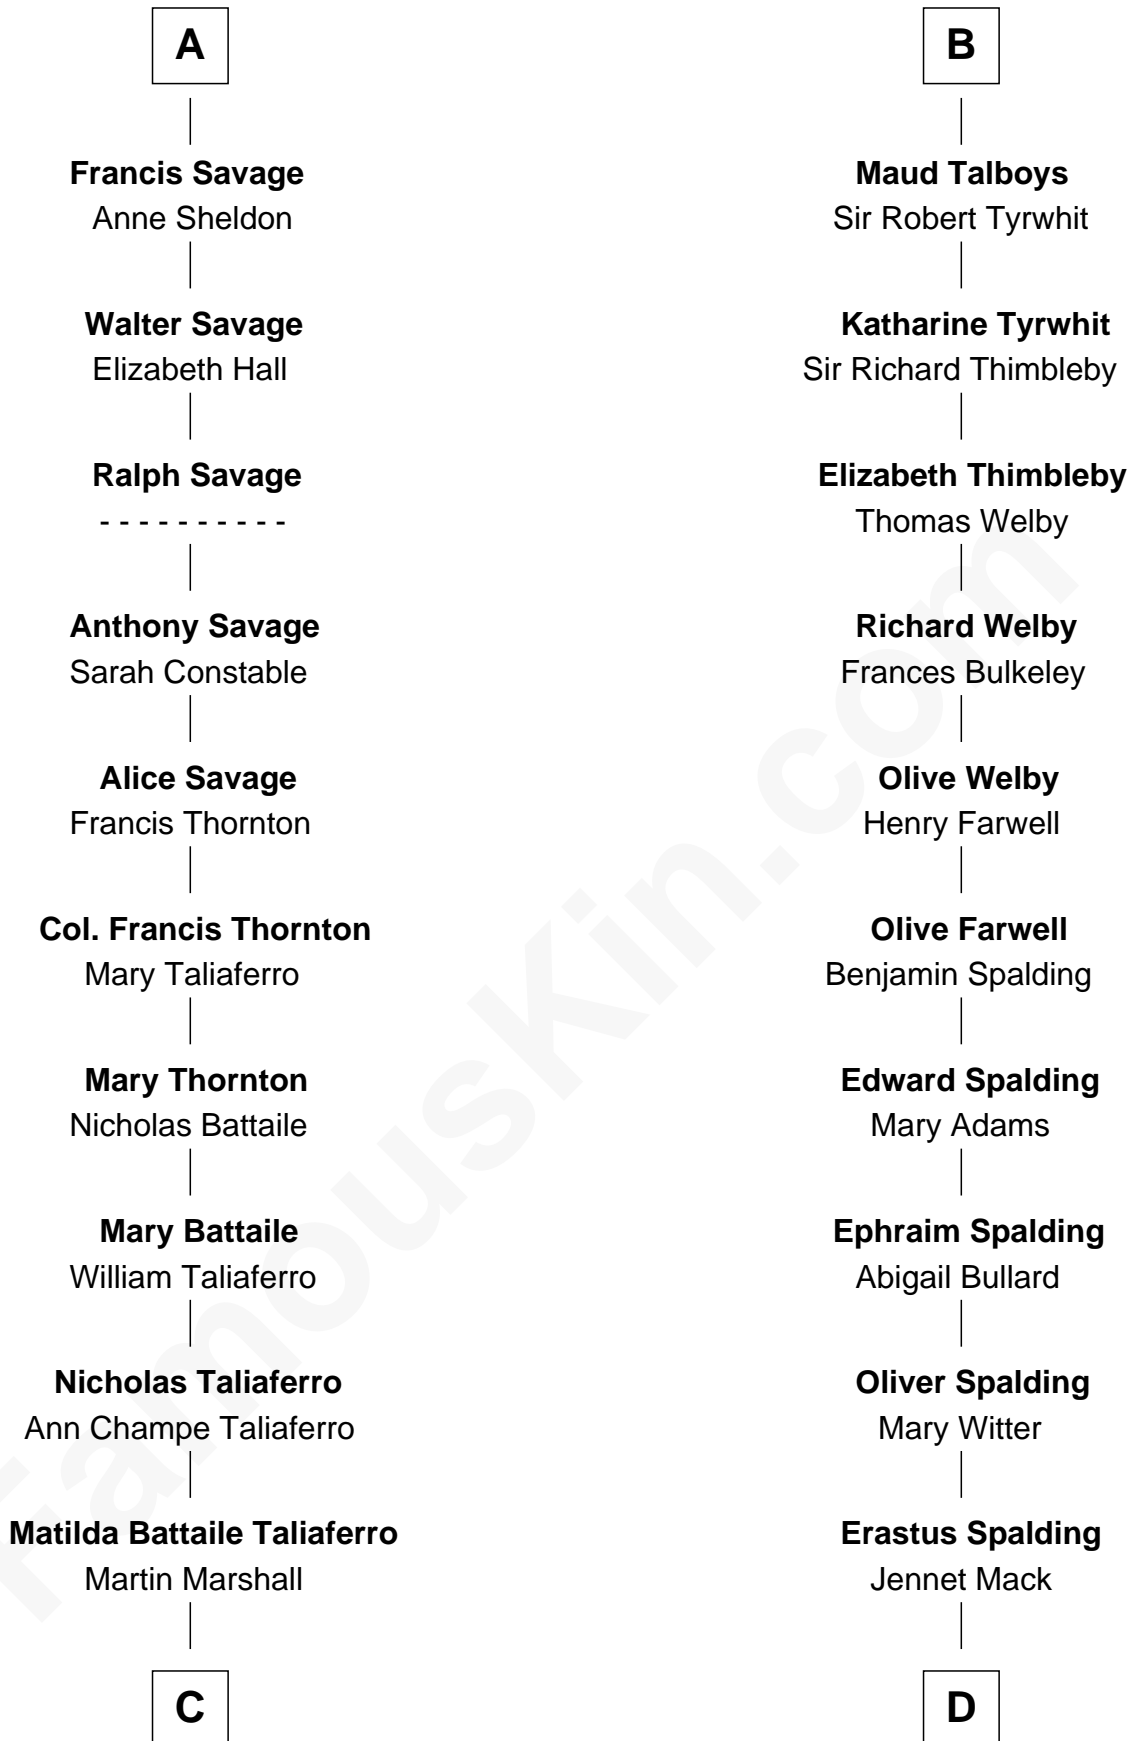 A
Francis Savage
Anne Sheldon
Walter Savage
Elizabeth Hall
Ralph Savage
- - - - - - - - - -
Anthony Savage
Sarah Constable
Alice Savage
Francis Thornton
Col. Francis Thornton
Mary Taliaferro
Mary Thornton
Nicholas Battaile
Mary Battaile
William Taliaferro
Nicholas Taliaferro
Ann Champe Taliaferro
Matilda Battaile Taliaferro
Martin Marshall
C
B
Maud Talboys
Sir Robert Tyrwhit
Katharine Tyrwhit
Sir Richard Thimbleby
Elizabeth Thimbleby
Thomas Welby
Richard Welby
Frances Bulkeley
Olive Welby
Henry Farwell
Olive Farwell
Benjamin Spalding
Edward Spalding
Mary Adams
Ephraim Spalding
Abigail Bullard
Oliver Spalding
Mary Witter
Erastus Spalding
Jennet Mack
D
FamousKin.com